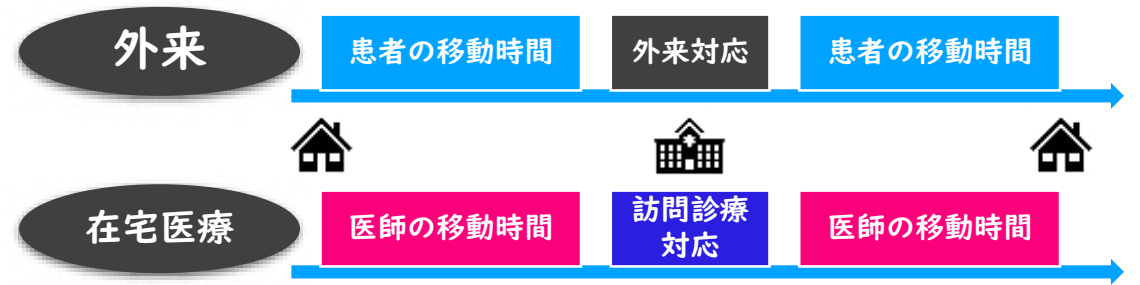 外来
患者の移動時間
外来対応
患者の移動時間
在宅医療
医師の移動時間
訪問診療
対応
医師の移動時間